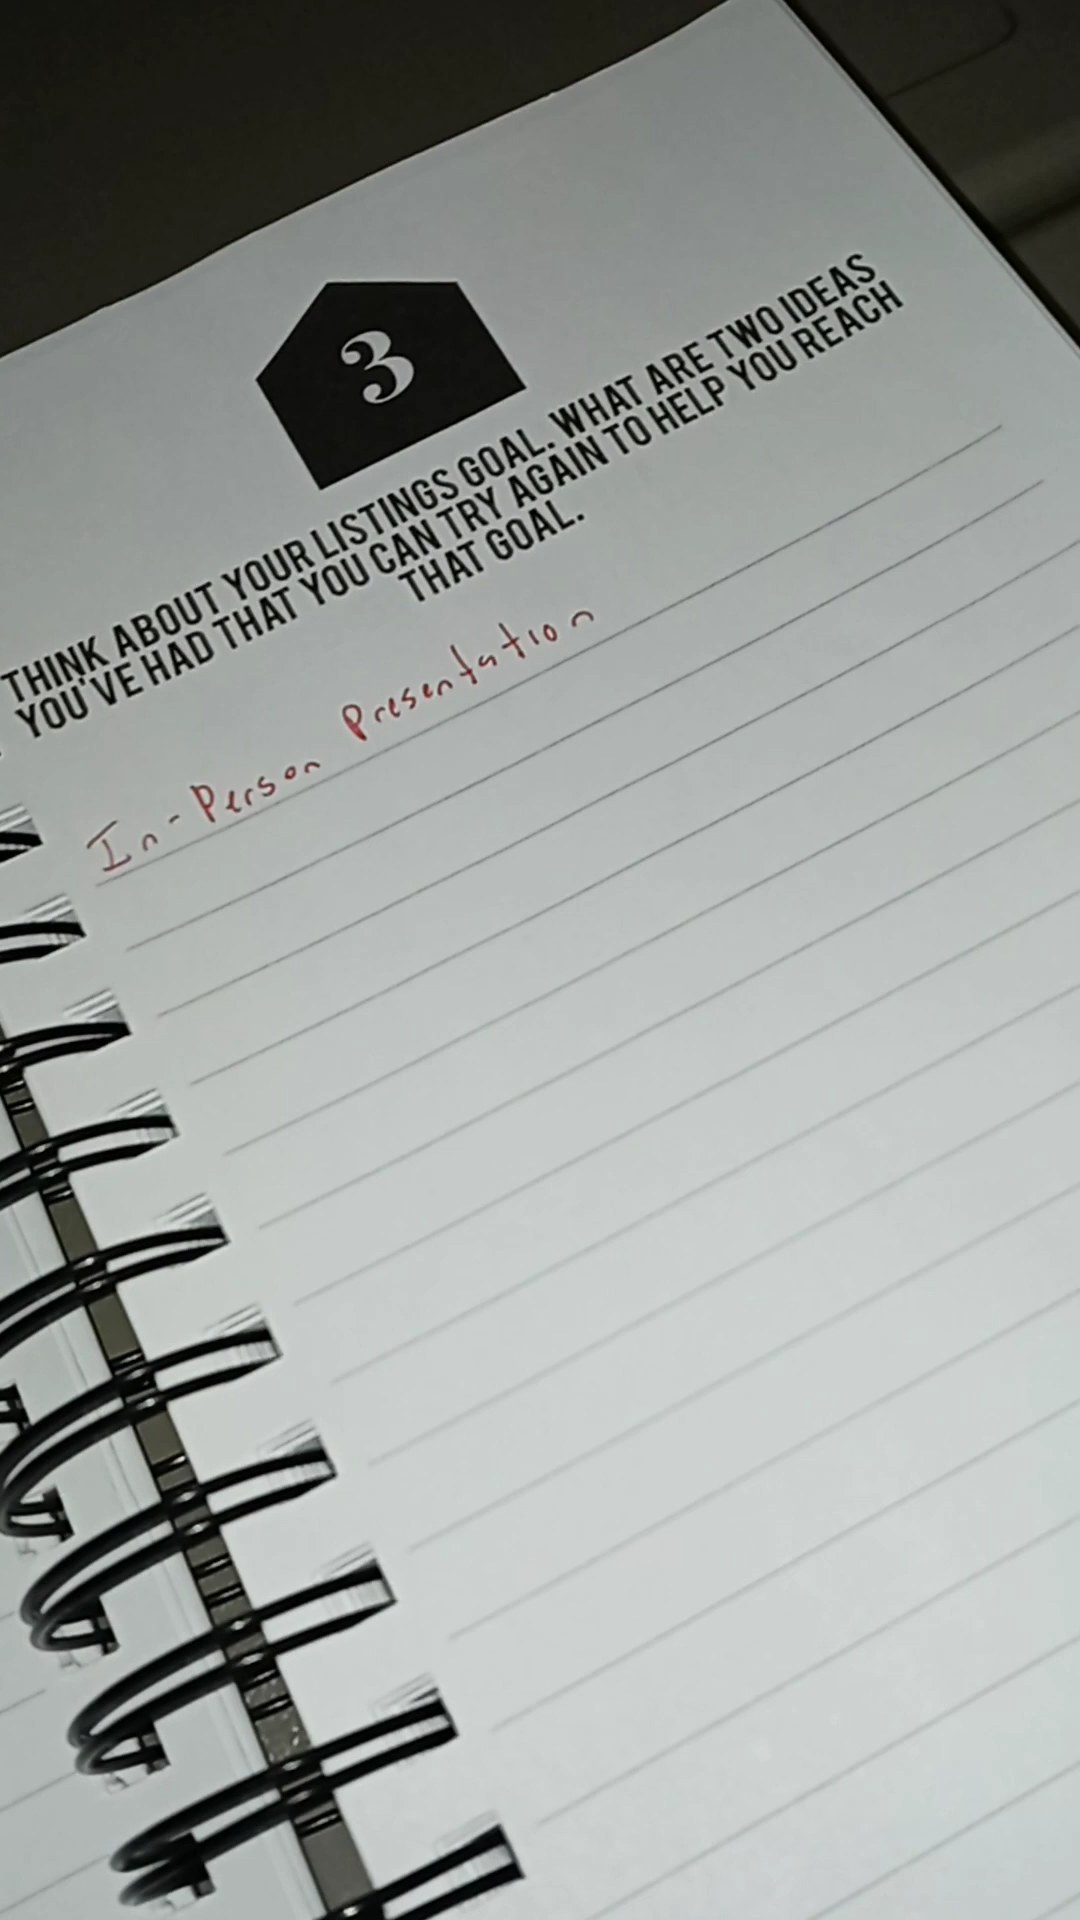 3
THINK ABOUT YOUR LISTINGS GOAL. WHAT ARE TWO IDEAS
YOU'VE HAD THAT YOU CAN TRY AGAIN TO HELP YOU REACH
THAT GOAL.
In-Person Presentation